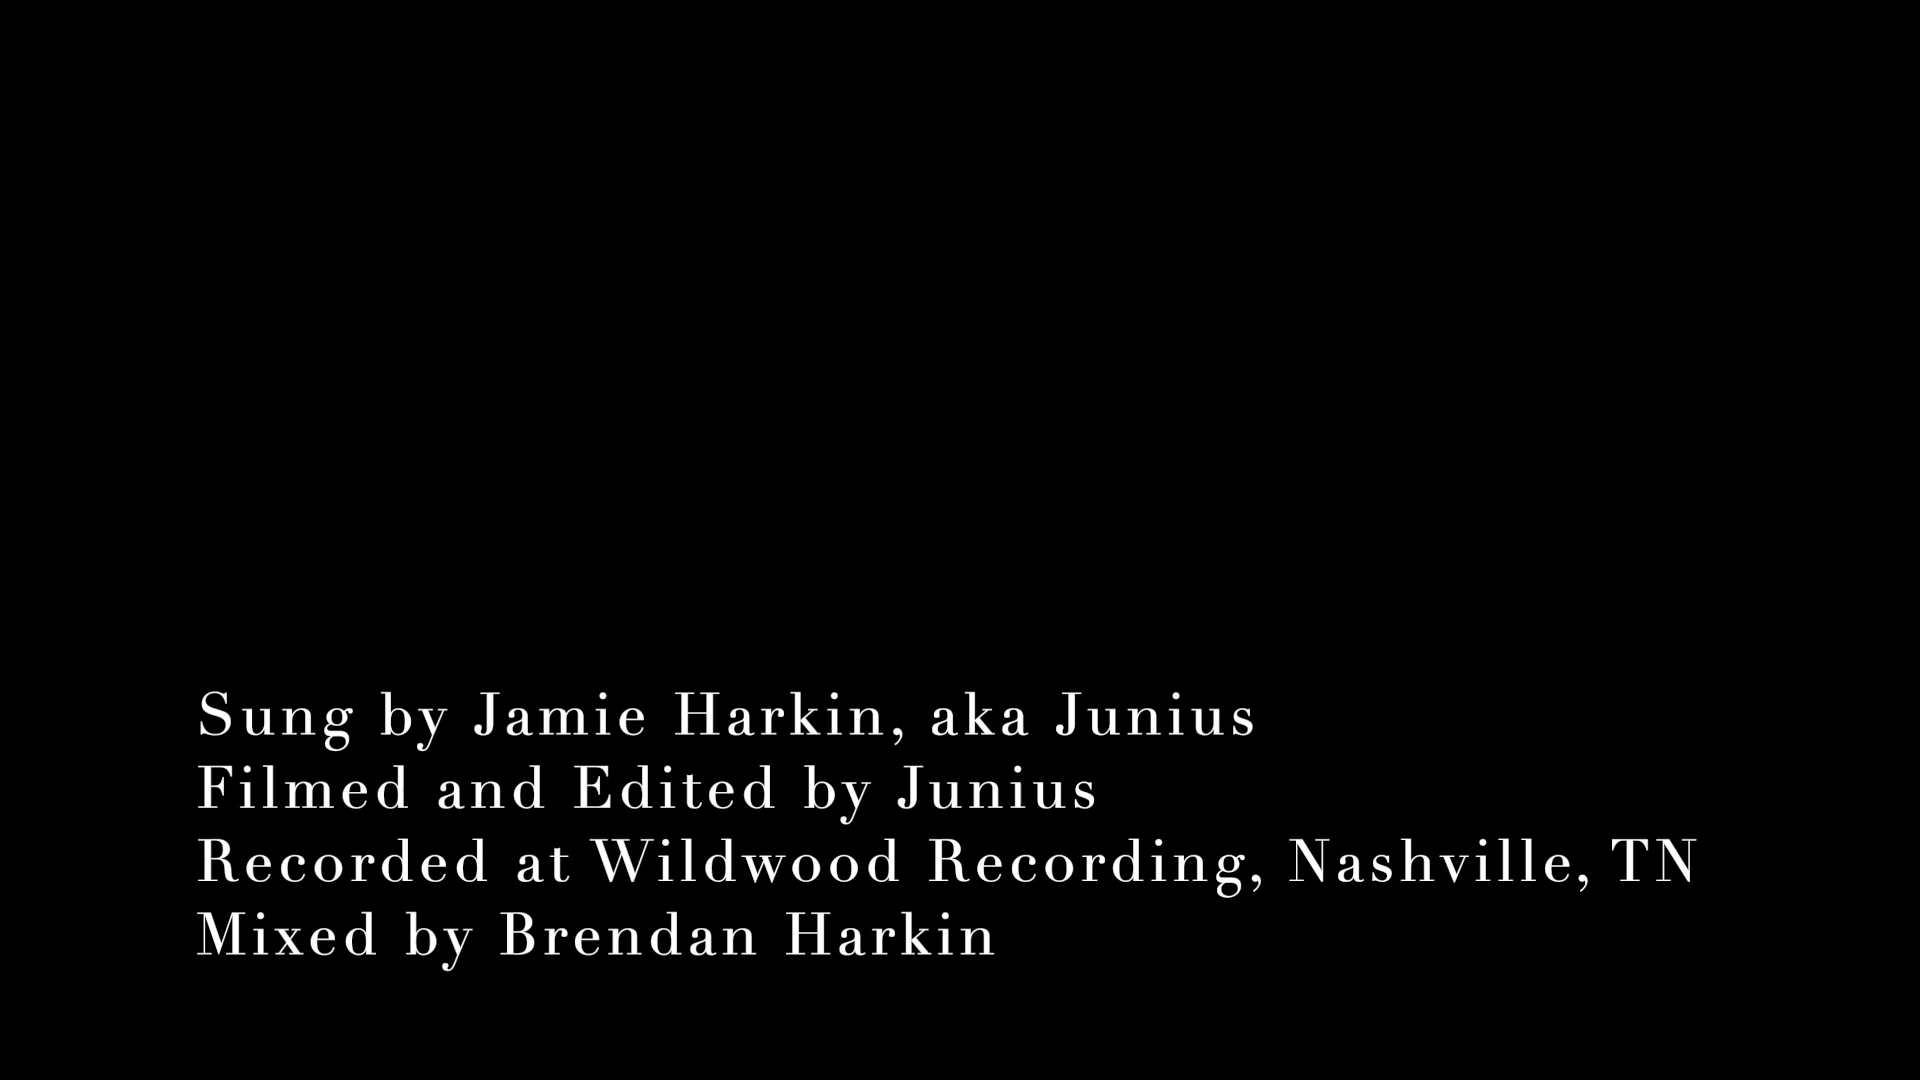 Sung by Jamie Harkin, aka Junius
Filmed and Edited by Junius
Recorded at Wildwood Recording, Nashville, TN
Mixed by Brendan Harkin